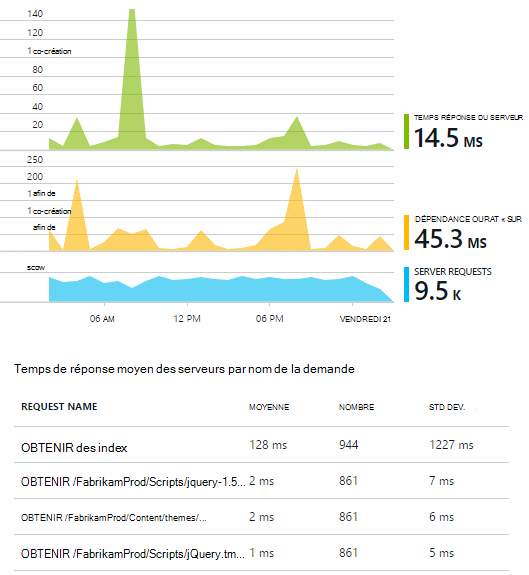 140
120
1 co-création
80
60
40
20
TEMPS RÉPONSE DU SERVEUR
14.5 MS
250
200
1 afin de
1 co-création
afin de
DÉPENDANCE OURAT « SUR
45.3 MS
scow
SERVER REQUESTS
9.5 K
06 AM 12 PM 06 PM VENDREDI 21
Temps de réponse moyen des serveurs par nom de la demande
REQUEST NAME MOYENNE NOMBRE STD DEV.
OBTENIR des index 128 ms 944 1227 ms
OBTENIR /FabrikamProd/Scripts/jquery-1.5... 2 ms 861 7 ms
OBTENIR /FabrikamProd/Content/themes/... 2 ms 861 6 ms
OBTENIR /FabrikamProd/Scripts/jQuery.tm... 1 ms 861 5 ms